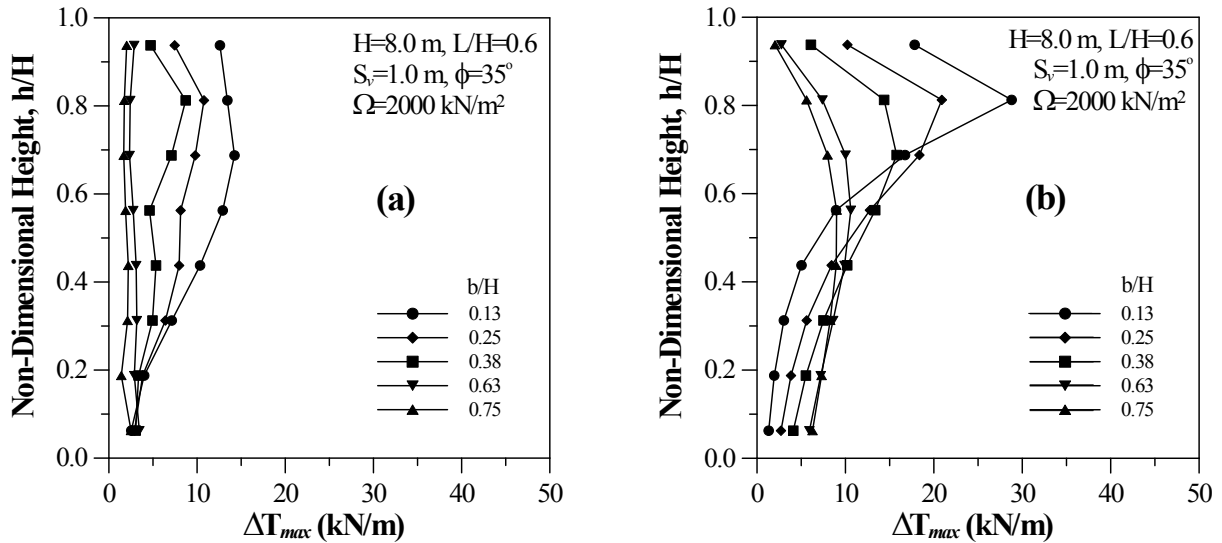 1.0
0.8
0.6
0.4
0.2
0.0
Non-Dimensional Height, h/H
H=8.0 m, L/H=0.6
Sᵥ=1.0 m, ϕ=35°
Ω=2000 kN/m²
(a)
b/H
0.13
0.25
0.38
0.63
0.75
0 10 20 30 40 50
ΔTmax (kN/m)
1.0
0.8
0.6
0.4
0.2
0.0
Non-Dimensional Height, h/H
H=8.0 m, L/H=0.6
Sᵥ=1.0 m, ϕ=35°
Ω=2000 kN/m²
(b)
b/H
0.13
0.25
0.38
0.63
0.75
0 10 20 30 40 50
ΔTmax (kN/m)